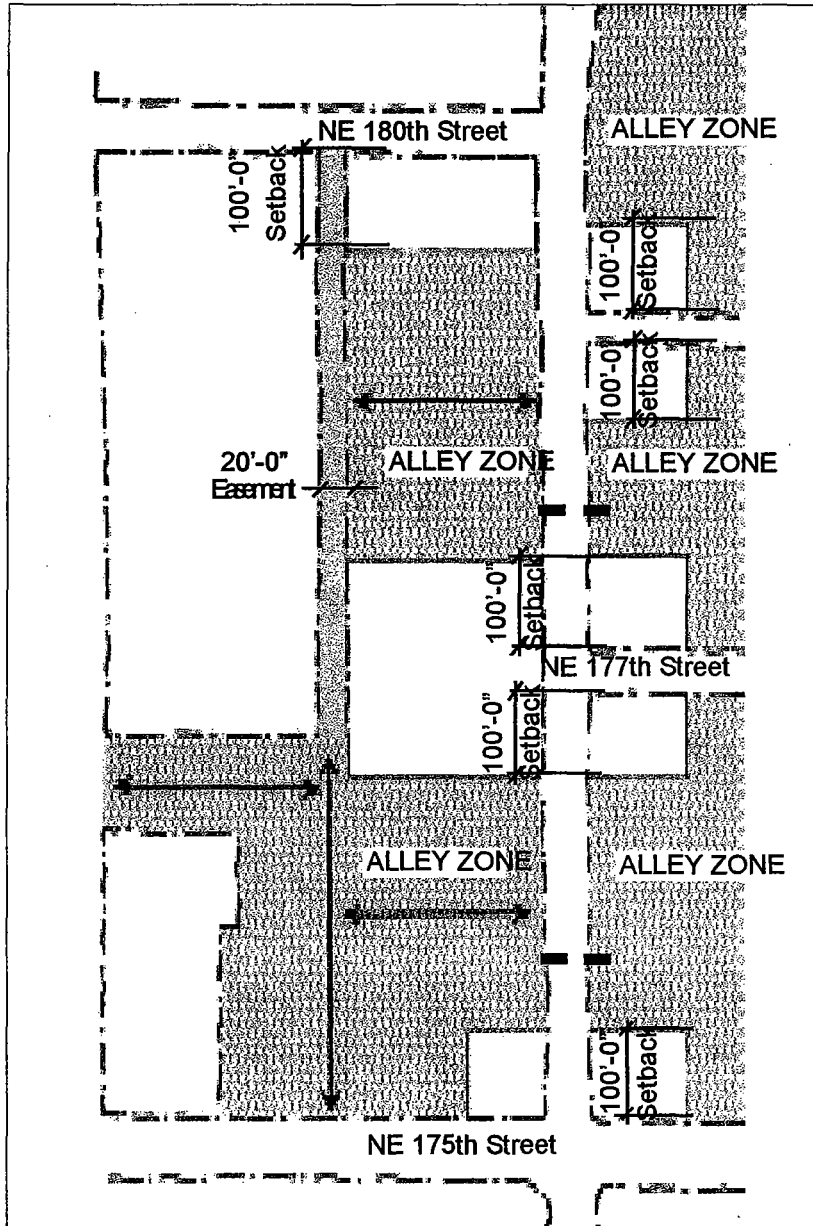 NE 180th Street
ALLEY ZONE
100'-0"
Setback
100'-0"
Setback
100'-0"
Setback
20'-0"
Easement
ALLEY ZONE
ALLEY ZONE
100'-0"
Setback
NE 177th Street
100'-0"
Setback
ALLEY ZONE
ALLEY ZONE
100'-0"
Setback
NE 175th Street